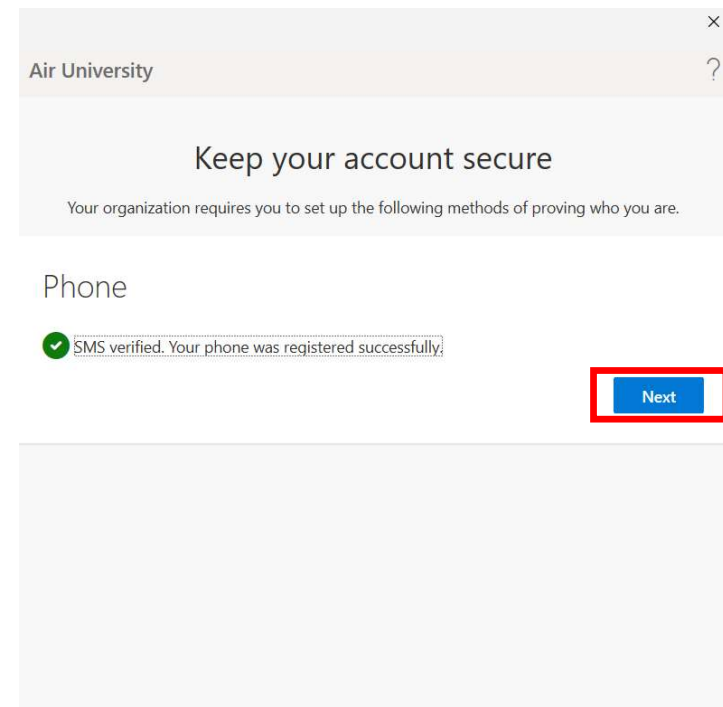 Air University
?
Keep your account secure
Your organization requires you to set up the following methods of proving who you are.
Phone
SMS verified. Your phone was registered successfully.
Next